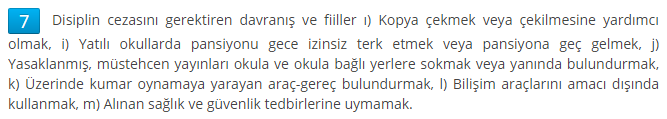 7 Disiplin cezasını gerektiren davranış ve fiiller ı) Kopya çekmek veya çekilmesine yardımcı
olmak, i) Yatılı okullarda pansiyonu gece izinsiz terk etmek veya pansiyona geç gelmek, j)
Yasaklanmış, müstehcen yayınları okula ve okula bağlı yerlere sokmak veya yanında bulundurmak,
k) Üzerinde kumar oynamaya yarayan araç-gereç bulundurmak, l) Bilişim araçlarını amacı dışında
kullanmak, m) Alınan sağlık ve güvenlik tedbirlerine uymamak.